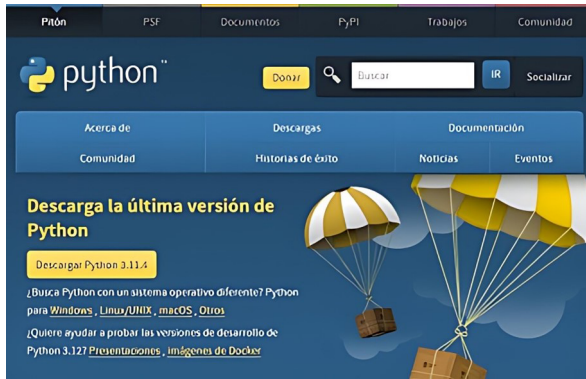 Pitón
PSF
Documentos
PyPI
Trabajos
Comunidad
python™
Donar
Buscar
IR
Socializar
Acerca de
Descargas
Documentación
Comunidad
Historias de éxito
Noticias
Eventos
Descarga la última versión de
Python
Descargar Python 3.11.4
¿Busca Python con un sistema operativo diferente? Python
para Windows , Linux/UNIX , macOS , Otros
¿Quiere ayudar a probar las versiones de desarrollo de
Python 3.12? Presentaciones , imágenes de Docker